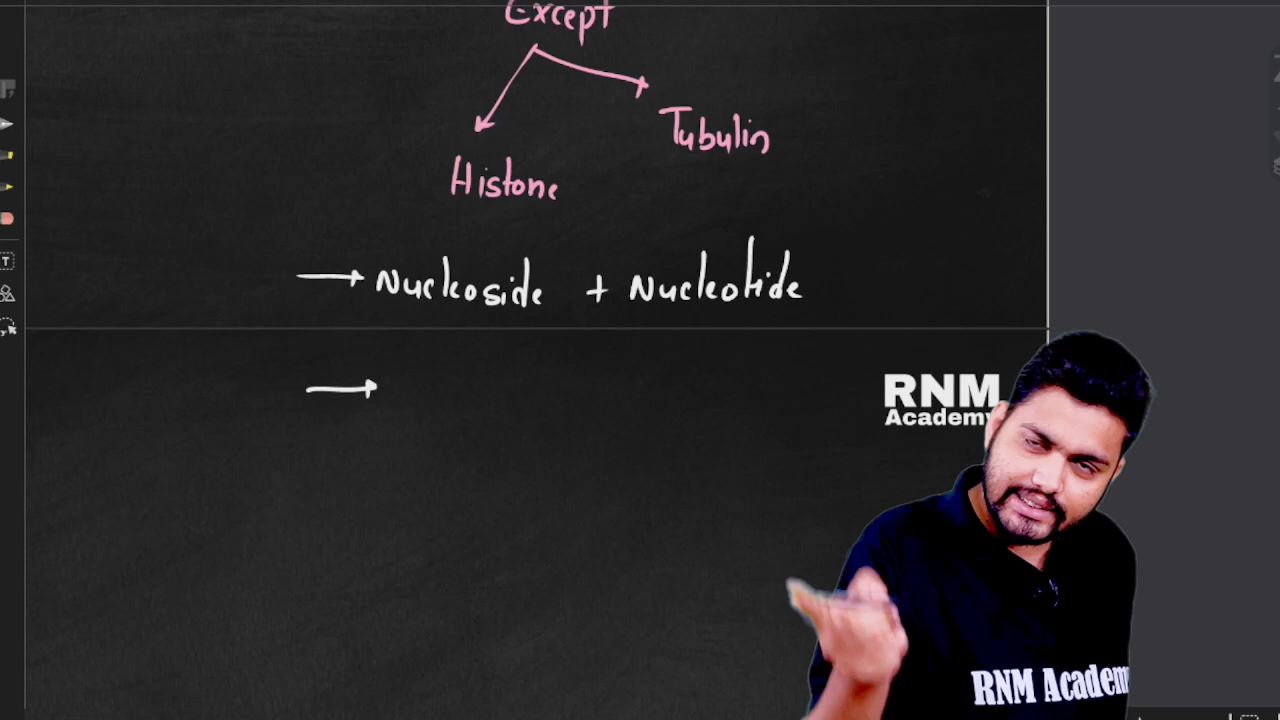 Except
Tubulin
Histone
→ Nucleoside + Nucleotide
→
RNM
Academy
RNM Academ
T